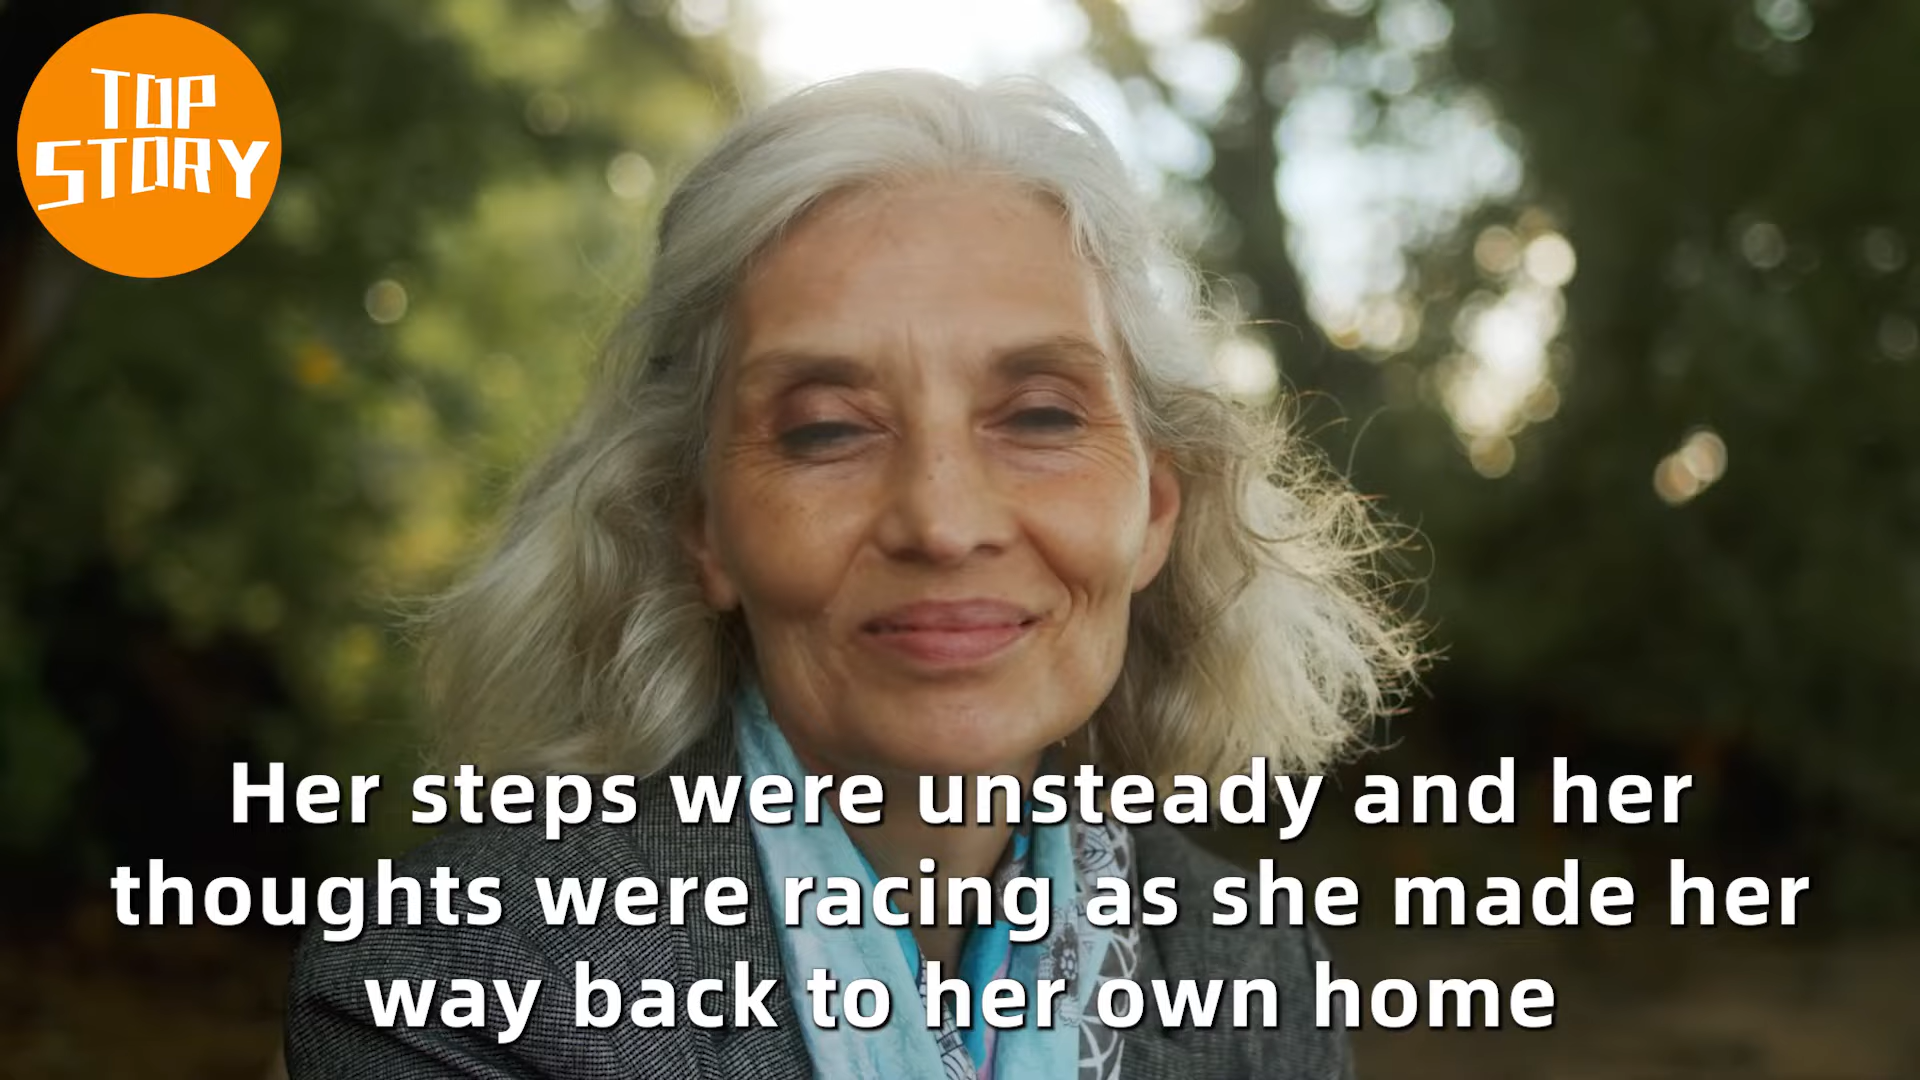 TOP
STORY
Her steps were unsteady and her
thoughts were racing as she made her
way back to her own home